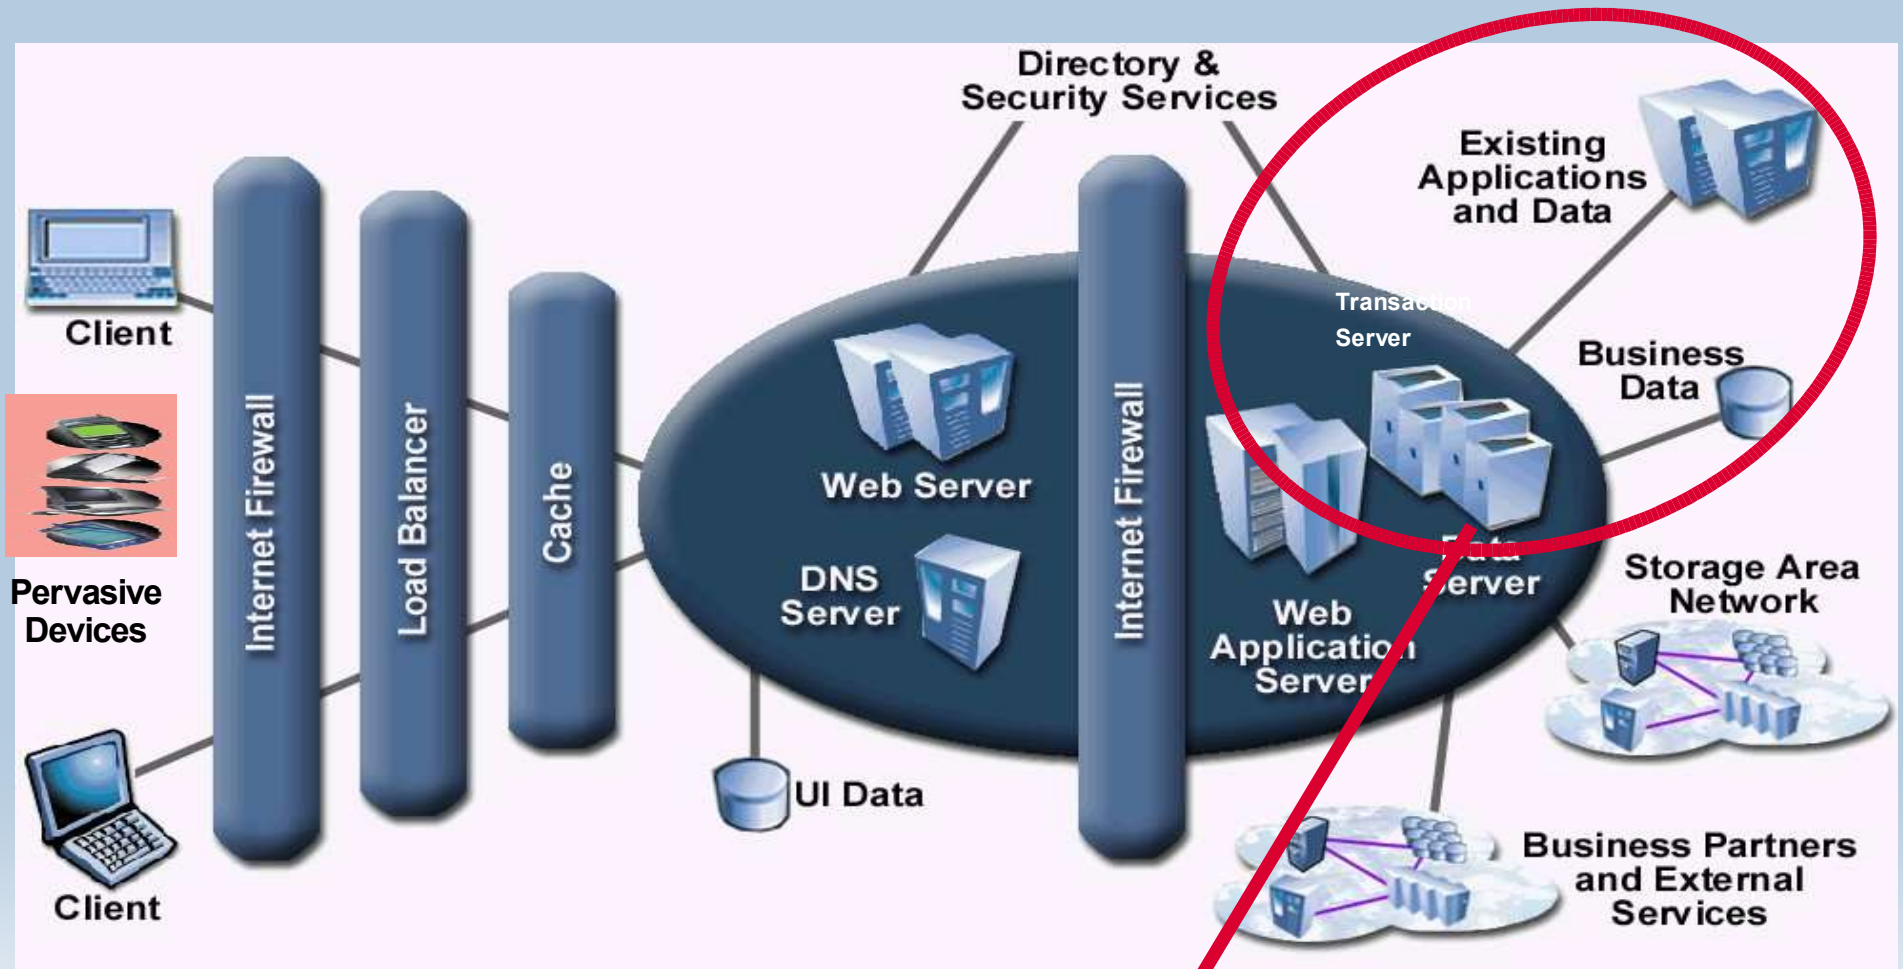 Directory &
Security Services
Existing
Applications
and Data
Client
Transaction
Server
Business
Data
Internet Firewall
Load Balancer
Cache
Web Server
Internet Firewall
Pervasive
Devices
DNS
Server
Data
Server
Web
Application
Server
Storage Area
Network
UI Data
Client
Business Partners
and External
Services